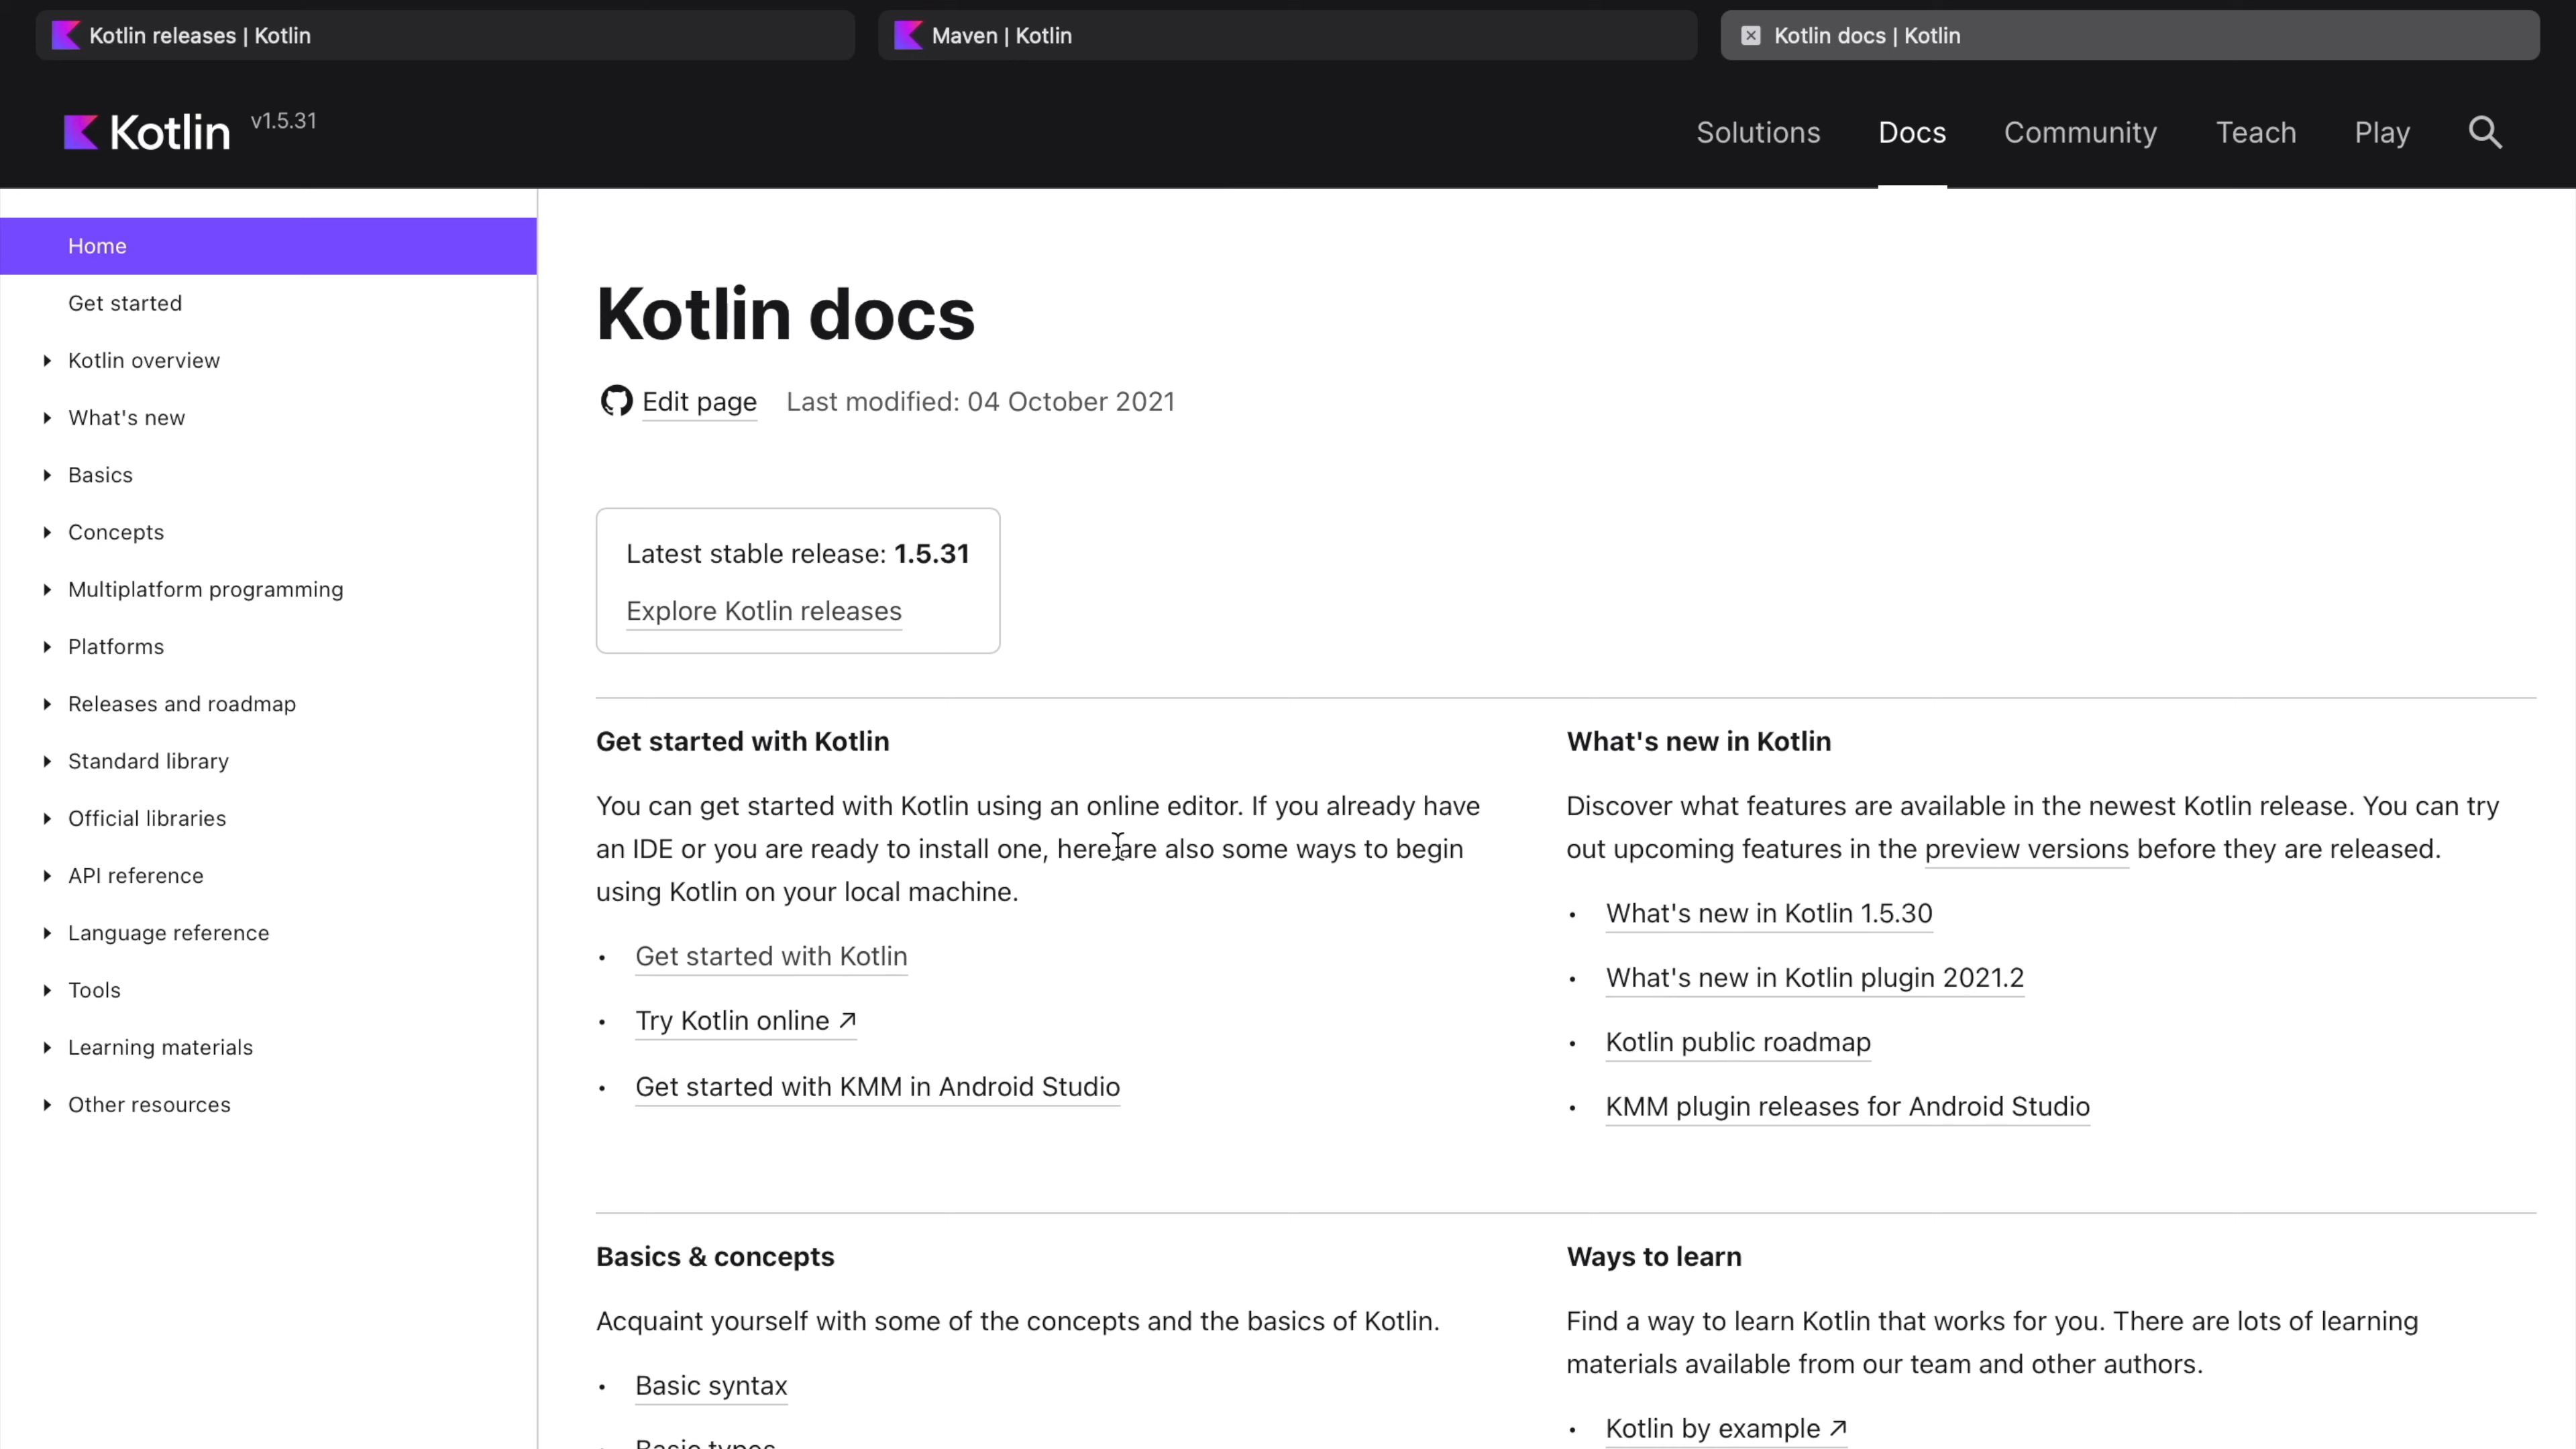 Kotlin releases | Kotlin
Maven | Kotlin
Kotlin docs | Kotlin
Kotlin v1.5.31
Solutions
Docs
Community
Teach
Play
Home
Get started
Kotlin overview
What's new
Basics
Concepts
Multiplatform programming
Platforms
Releases and roadmap
Standard library
Official libraries
API reference
Language reference
Tools
Learning materials
Other resources
Kotlin docs
Edit page Last modified: 04 October 2021
Latest stable release: 1.5.31
Explore Kotlin releases
Get started with Kotlin
You can get started with Kotlin using an online editor. If you already have
an IDE or you are ready to install one, here are also some ways to begin
using Kotlin on your local machine.
• Get started with Kotlin
• Try Kotlin online ↗
• Get started with KMM in Android Studio
What's new in Kotlin
Discover what features are available in the newest Kotlin release. You can try
out upcoming features in the preview versions before they are released.
• What's new in Kotlin 1.5.30
• What's new in Kotlin plugin 2021.2
• Kotlin public roadmap
• KMM plugin releases for Android Studio
Basics & concepts
Acquaint yourself with some of the concepts and the basics of Kotlin.
• Basic syntax
Basic types
Ways to learn
Find a way to learn Kotlin that works for you. There are lots of learning
materials available from our team and other authors.
• Kotlin by example ↗